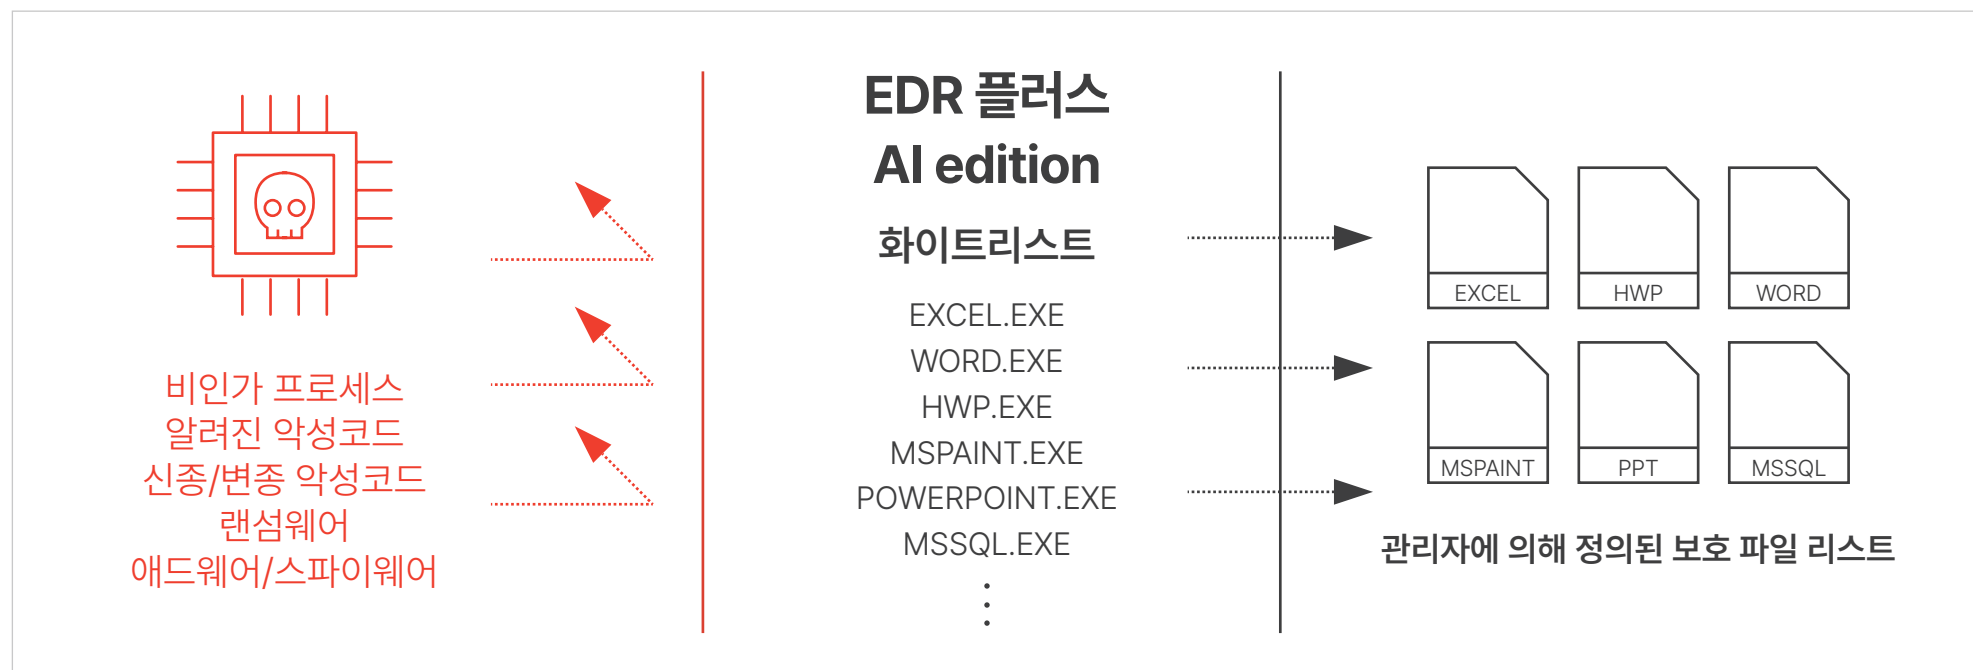 비인가 프로세스
알려진 악성코드
신종/변종 악성코드
랜섬웨어
애드웨어/스파이웨어
EDR 플러스
AI edition
화이트리스트
EXCEL.EXE
WORD.EXE
HWP.EXE
MSPAINT.EXE
POWERPOINT.EXE
MSSQL.EXE
EXCEL
HWP
WORD
MSPAINT
PPT
MSSQL
관리자에 의해 정의된 보호 파일 리스트